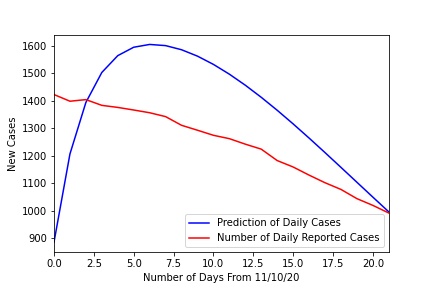 1600
1500
1400
1300
1200
1100
1000
900
New Cases
0.0 2.5 5.0 7.5 10.0 12.5 15.0 17.5 20.0
Number of Days From 11/10/20
Prediction of Daily Cases
Number of Daily Reported Cases